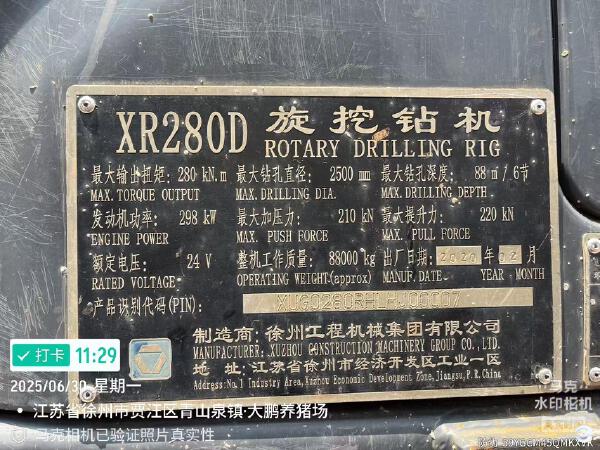 XR280D 旋挖钻机
ROTARY DRILLING RIG
最大输出扭矩: 280 kN.m 最大钻孔直径: 2500 mm 最大钻孔深度: 88 m/6节
MAX. TORQUE OUTPUT MAX. DRILLING DIA. MAX. DRILLING DEPTH
发动机功率: 298 kW 最大加压力: 210 kN 最大提升力: 220 kN
ENGINE POWER MAX. PUSH FORCE MAX. PULL FORCE
额定电压: 24 V 整机工作质量: 88000 kg 出厂日期: 2020 年 02 月
RATED VOLTAGE OPERATING WEIGHT:(approx) MANUF.DATE YEAR MONTH
产品识别代码(PIN):
制造商:徐州工程机械集团有限公司
MANUFACTURER:XUZHOU CONSTRUCTION MACHINERY GROUP CO.,LTD
地 址:江苏省徐州市经济开发区工业一区
Address:No.1 Industry Area,Xuzhou Economic Development Zone,Jiangsu,P.R.China
打卡 11:29
2025/06/30 星期一
江苏省徐州市贾汪区青山泉镇·大鹏养猪场
马克相机已验证照片真实性
马克
水印相机
真实时间